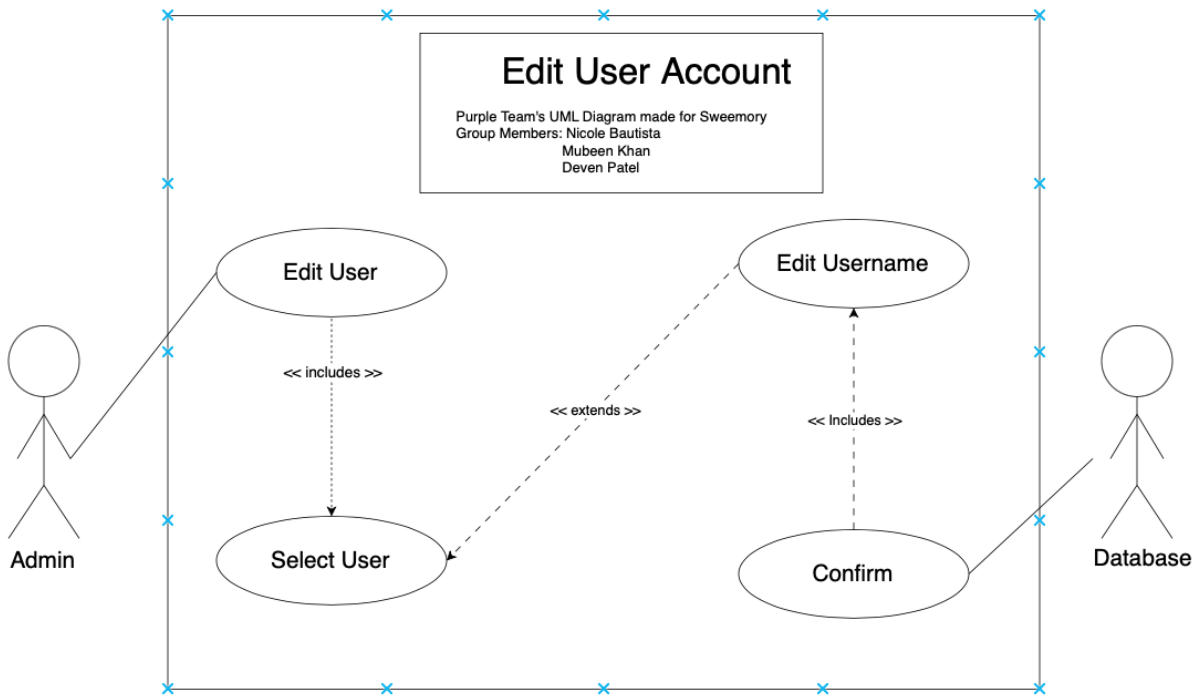 Edit User Account
Purple Team's UML Diagram made for Sweemory
Group Members: Nicole Bautista
Mubeen Khan
Deven Patel
Edit User
Edit Username
<< includes >>
<< extends >>
<< Includes >>
Select User
Confirm
Admin
Database